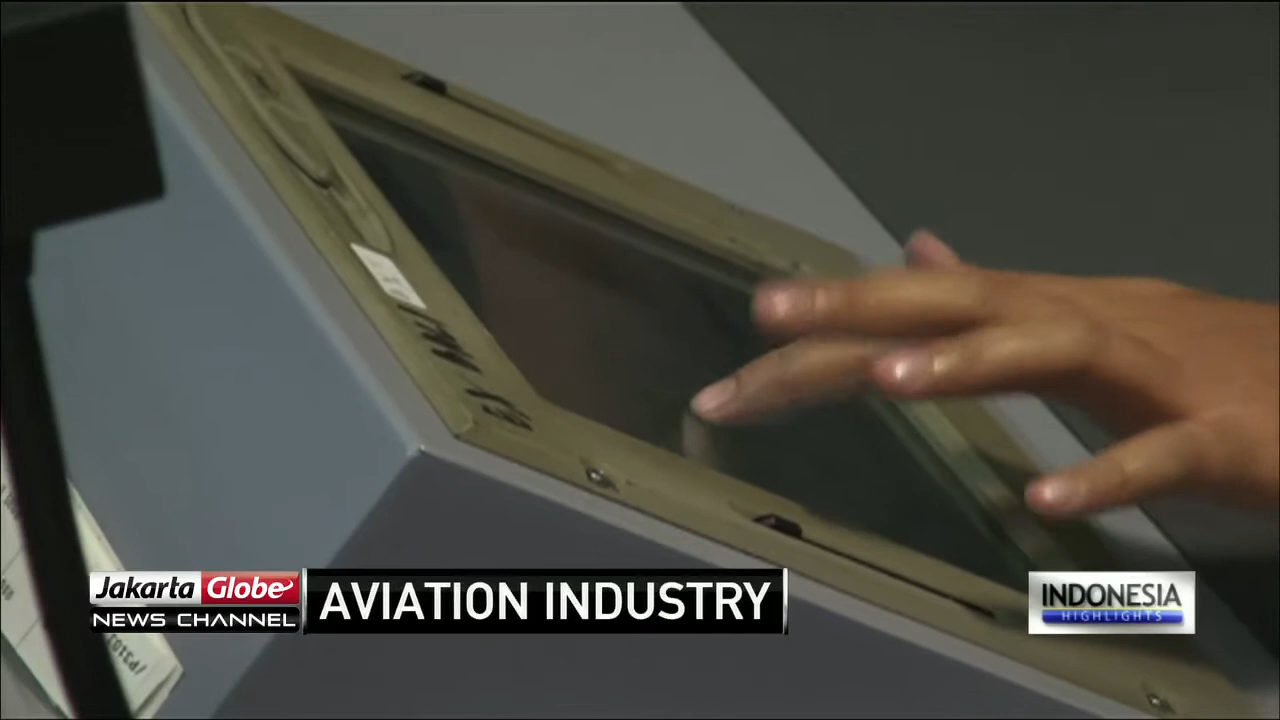 Jakarta Globe
NEWS CHANNEL
AVIATION INDUSTRY
INDONESIA
HIGHLIGHTS